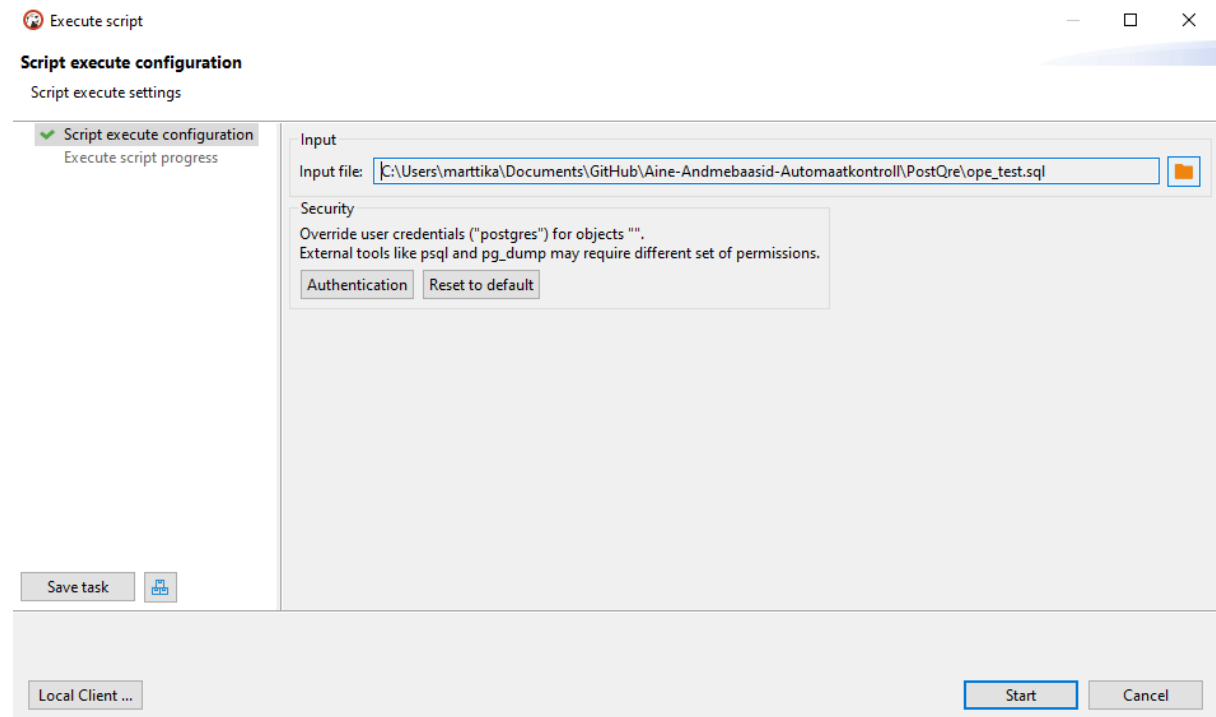 Execute script
Script execute configuration
Script execute settings
Script execute configuration
Execute script progress
Input
Input file: C:\Users\marttika\Documents\GitHub\Aine-Andmebaasid-Automaatkontroll\PostQre\ope_test.sql
Security
Override user credentials ("postgres") for objects "".
External tools like psql and pg_dump may require different set of permissions.
Authentication Reset to default
Save task
Local Client ... Start Cancel